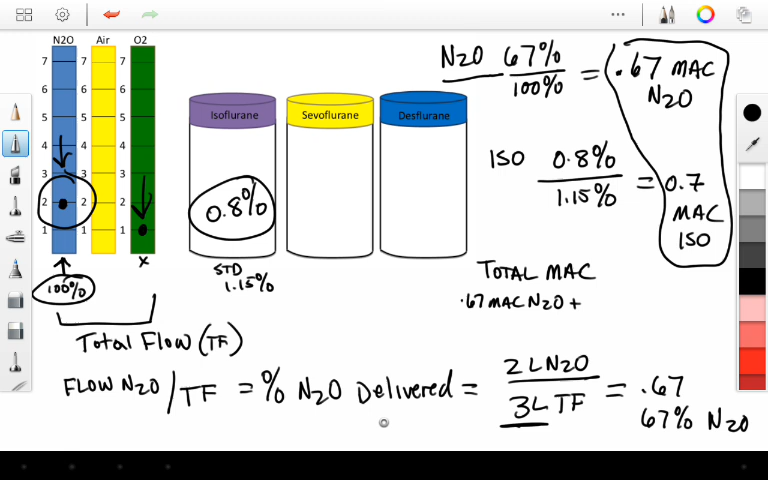 N2O Air O2
7 7 7
6 6 6
5 5 5
4 4 4
3 3 3
2 2 2
1 1 1
x
100%
Isoflurane
Sevoflurane
Desflurane
0.8%
STD
1.15%
N2O 67% / 100% = .67 MAC
N2O
ISO 0.8% / 1.15% = 0.7
MAC
ISO
TOTAL MAC
.67 MAC N2O +
Total Flow (TF)
FLOW N2O / TF = % N2O Delivered = 2 L N2O / 3L TF = .67
67% N2O